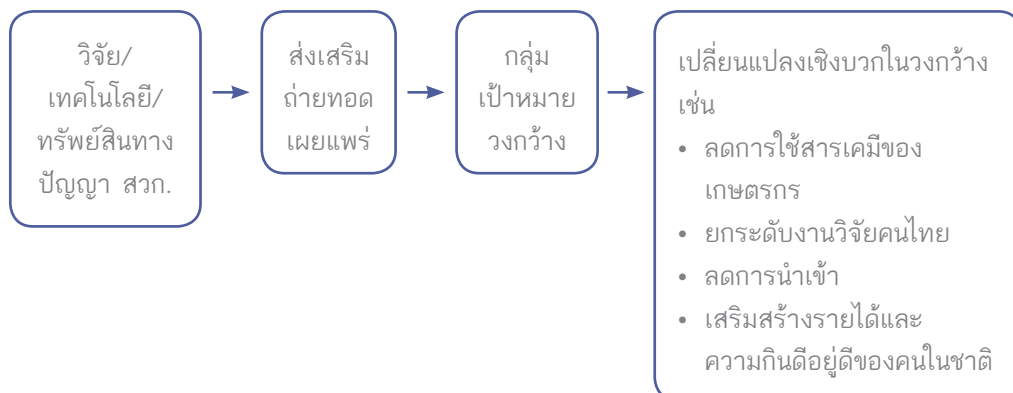 วิจัย/
เทคโนโลยี/
ทรัพย์สินทาง
ปัญญา สวก.
ส่งเสริม
ถ่ายทอด
เผยแพร่
กลุ่ม
เป้าหมาย
วงกว้าง
เปลี่ยนแปลงเชิงบวกในวงกว้าง
เช่น
• ลดการใช้สารเคมีของ
เกษตรกร
• ยกระดับงานวิจัยคนไทย
• ลดการนำเข้า
• เสริมสร้างรายได้และ
ความกินดีอยู่ดีของคนในชาติ